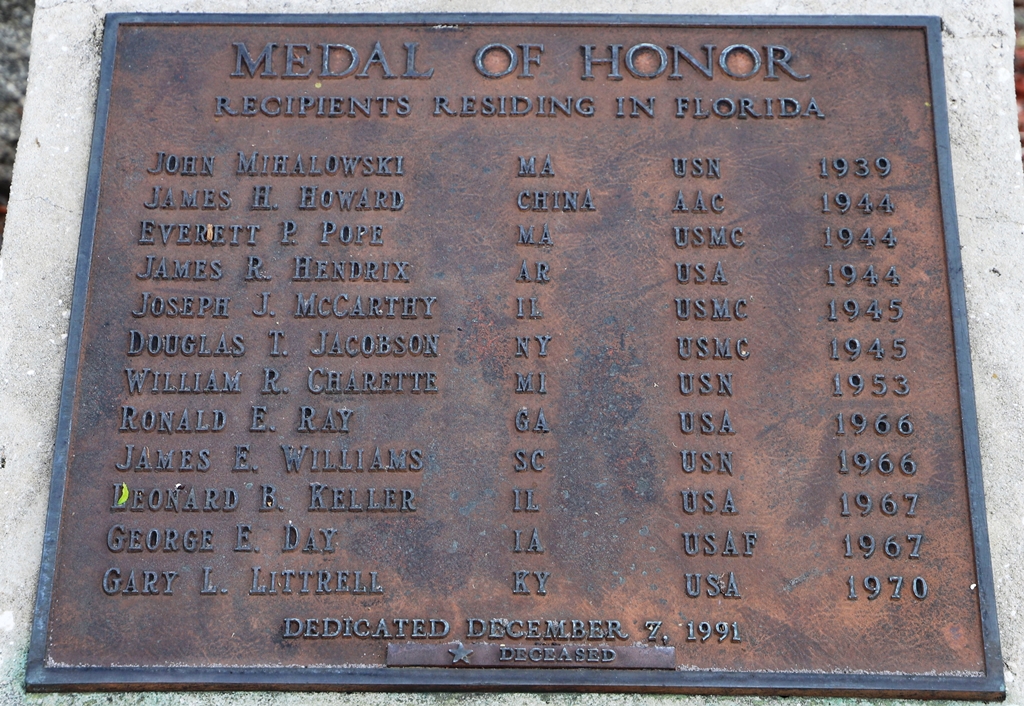 MEDAL OF HONOR
RECIPIENTS RESIDING IN FLORIDA
JOHN MIHALOWSKI MA USN 1939
JAMES H. HOWARD CHINA AAC 1944
EVERETT P. POPE MA USMC 1944
JAMES R. HENDRIX AR USA 1944
JOSEPH J. MCCARTHY IL USMC 1945
DOUGLAS T. JACOBSON NY USMC 1945
WILLIAM R. CHARETTE MI USN 1953
RONALD E. RAY GA USA 1966
JAMES E. WILLIAMS SC USN 1966
LEONARD B. KELLER IL USA 1967
GEORGE E. DAY IA USAF 1967
GARY L. LITTRELL KY USA 1970
DEDICATED DECEMBER 7, 1991
★ DECEASED